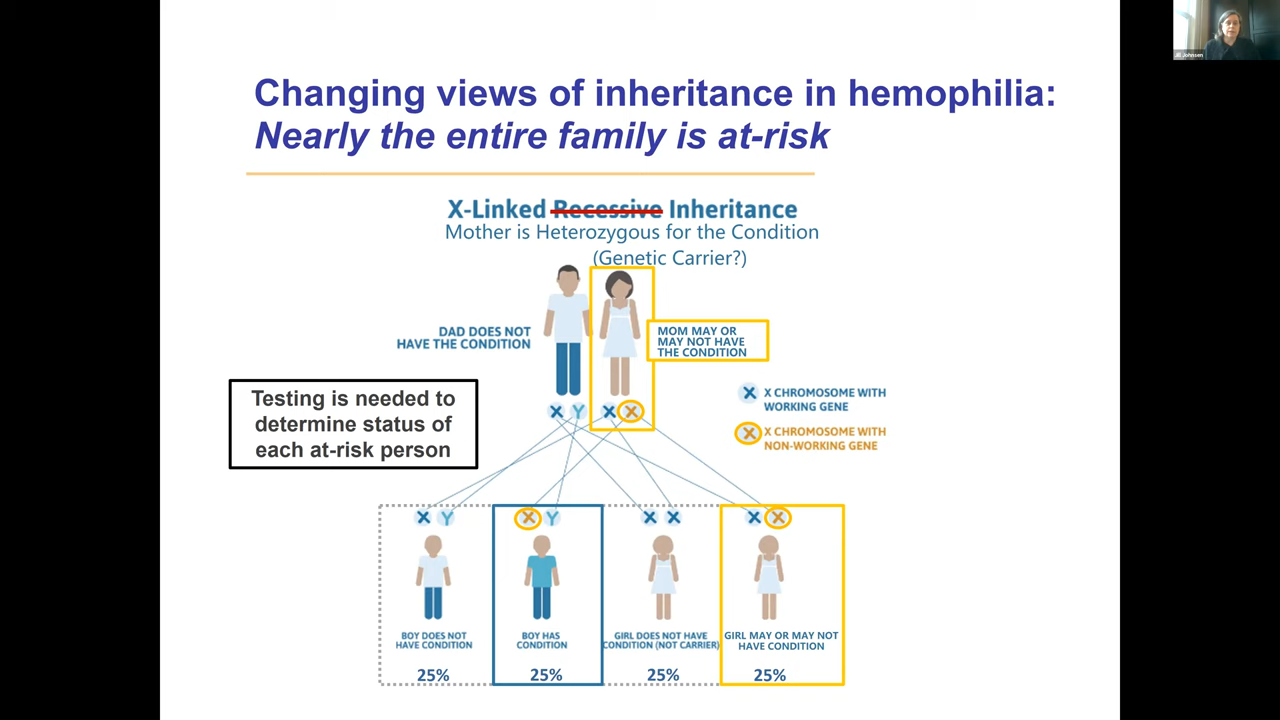 Jill Johnsen
Changing views of inheritance in hemophilia:
Nearly the entire family is at-risk
X-Linked Recessive Inheritance
Mother is Heterozygous for the Condition
(Genetic Carrier?)
DAD DOES NOT
HAVE THE CONDITION
MOM MAY OR
MAY NOT HAVE
THE CONDITION
Testing is needed to
determine status of
each at-risk person
X Y X X
X X CHROMOSOME WITH
WORKING GENE
X X CHROMOSOME WITH
NON-WORKING GENE
X Y X Y X X X X
BOY DOES NOT
HAVE CONDITION
25%
BOY HAS
CONDITION
25%
GIRL DOES NOT HAVE
CONDITION (NOT CARRIER)
25%
GIRL MAY OR MAY NOT
HAVE CONDITION
25%